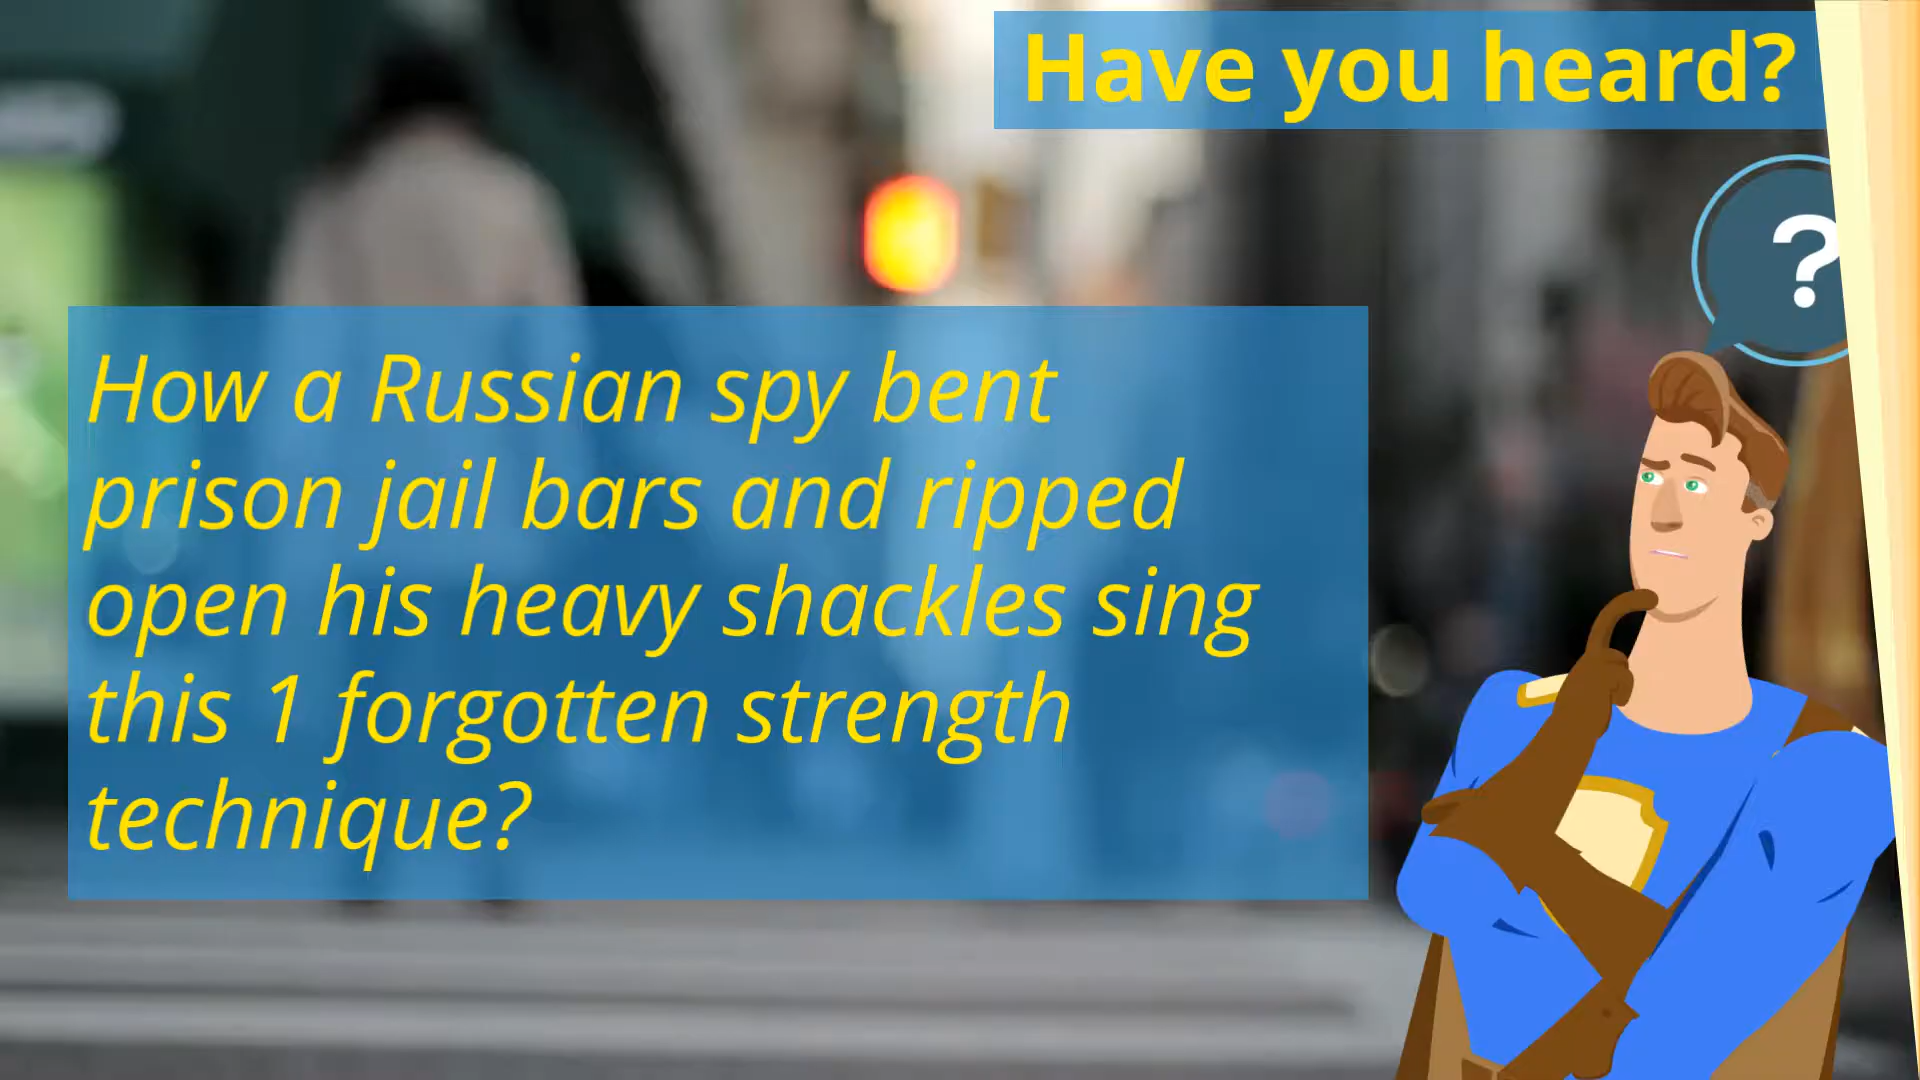 Have you heard?
?
How a Russian spy bent
prison jail bars and ripped
open his heavy shackles sing
this 1 forgotten strength
technique?